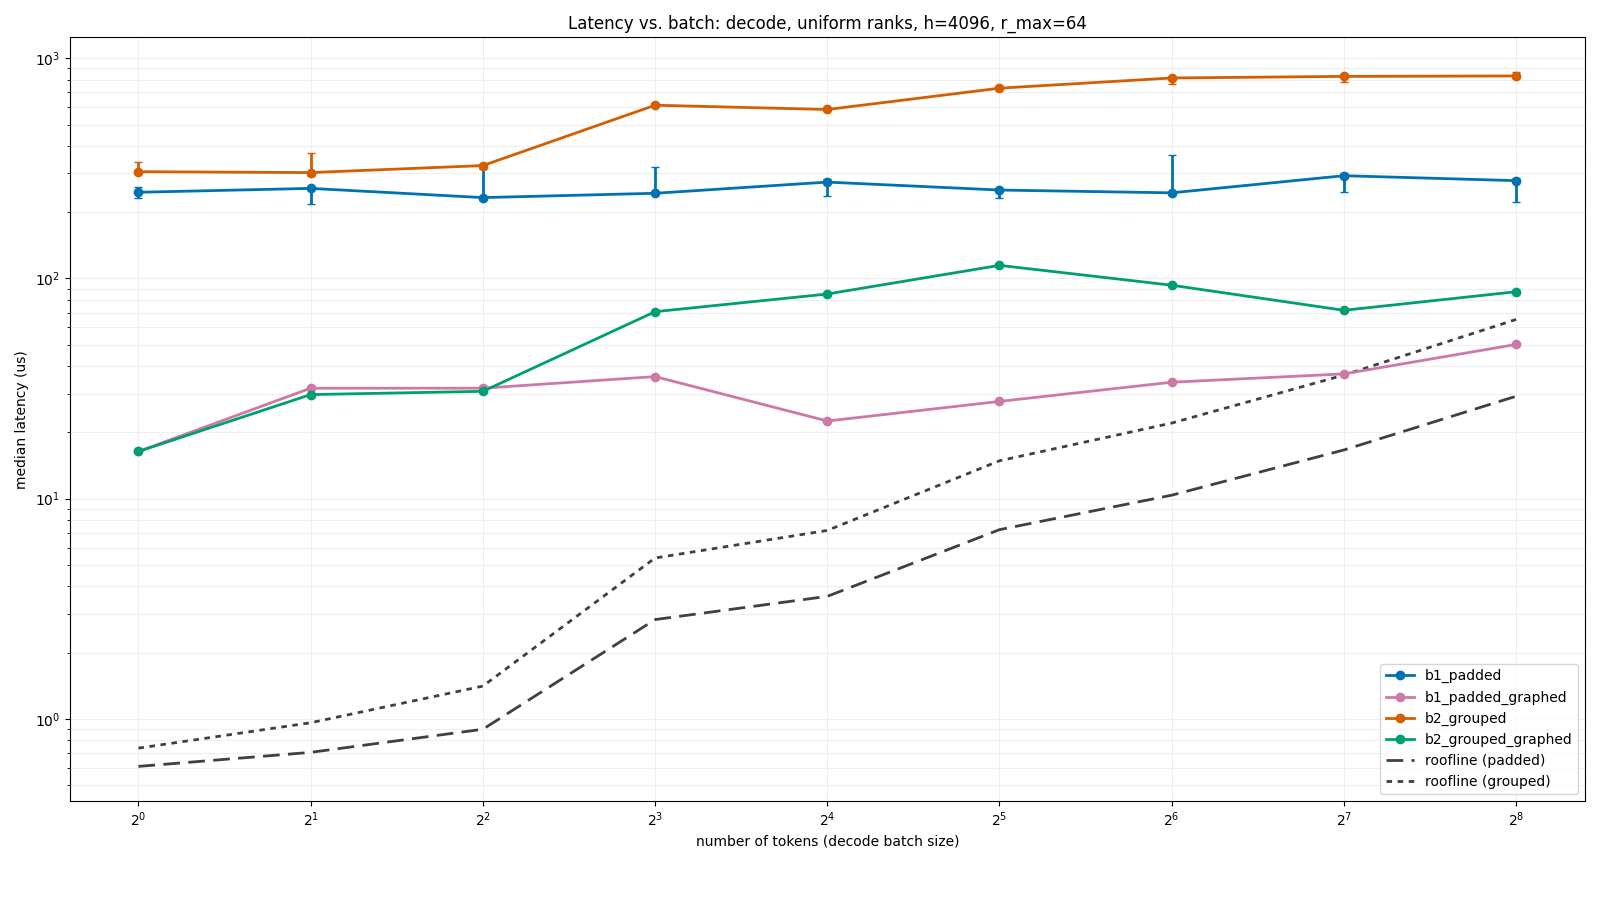 Latency vs. batch: decode, uniform ranks, h=4096, r_max=64
median latency (us)
10³
10²
10¹
10⁰
2⁰ 2¹ 2² 2³ 2⁴ 2⁵ 2⁶ 2⁷ 2⁸
number of tokens (decode batch size)
b1_padded
b1_padded_graphed
b2_grouped
b2_grouped_graphed
roofline (padded)
roofline (grouped)